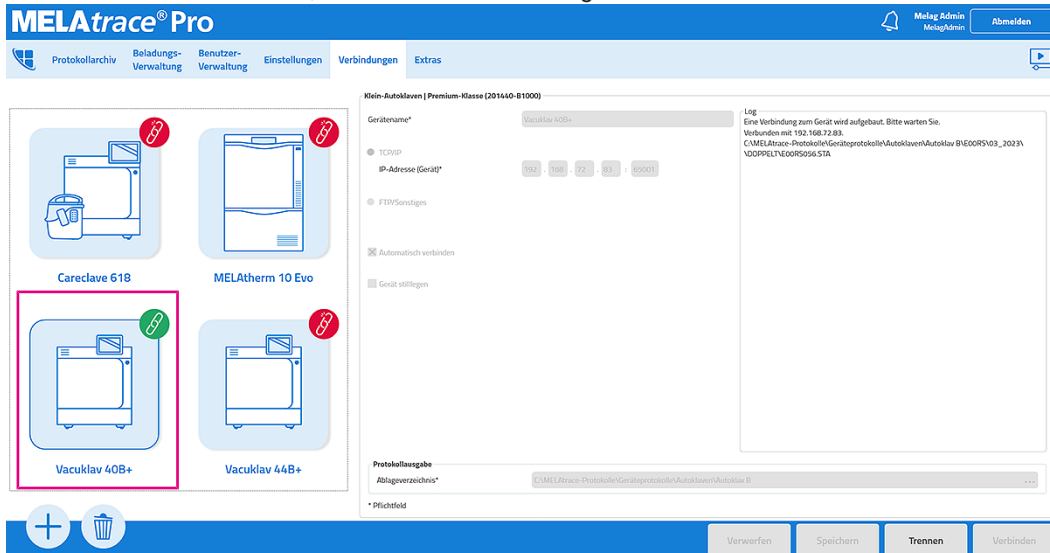 MELAtrace® Pro
Melag Admin
MelagAdmin
Abmelden
Protokollarchiv
Beladungs-
Verwaltung
Benutzer-
Verwaltung
Einstellungen
Verbindungen
Extras
Careclave 618
MELAtherm 10 Evo
Vacuklav 40B+
Vacuklav 44B+
Klein-Autoklaven | Premium-Klasse (201440-B1000)
Gerätename*
Vacuklav 40B+
TCP/IP
IP-Adresse (Gerät)*
192 . 168 . 72 . 83 : 65001
FTP/Sonstiges
Automatisch verbinden
Gerät stilllegen
Log
Eine Verbindung zum Gerät wird aufgebaut. Bitte warten Sie.
Verbunden mit 192.168.72.83.
C:\MELAtrace-Protokolle\Geräteprotokolle\Autoklaven\Autoklav B\E00RS\03_2023\
\DOPPELT\E00RS056.STA
Protokollausgabe
Ablageverzeichnis*
C:\MELAtrace-Protokolle\Geräteprotokolle\Autoklaven\Autoklav B
...
* Pflichtfeld
Verwerfen
Speichern
Trennen
Verbinden